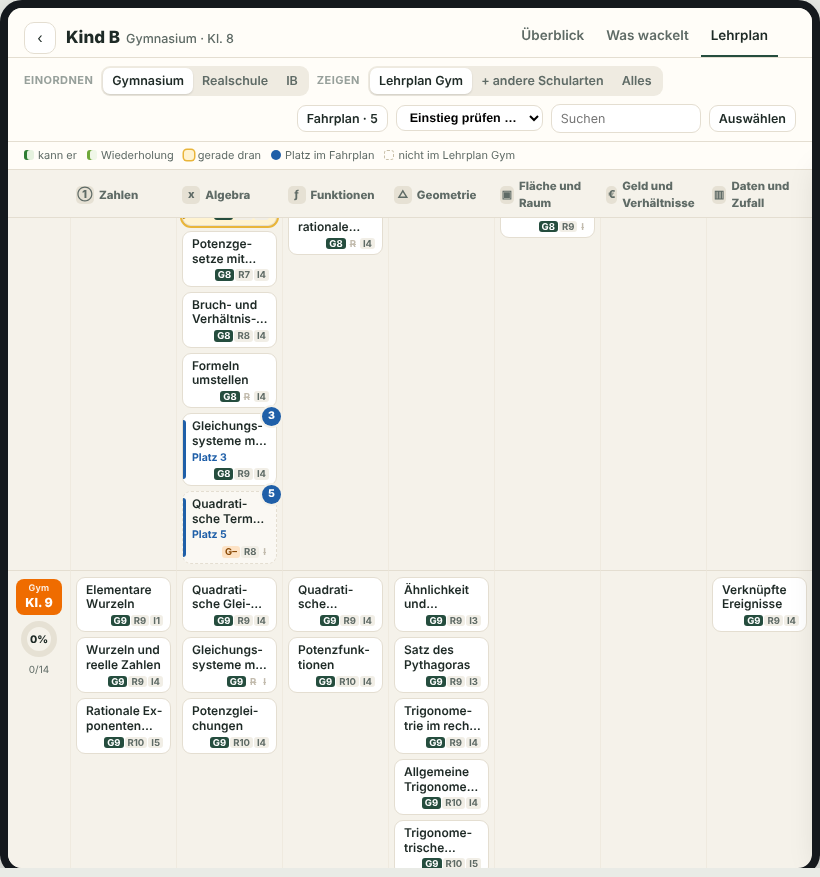 ‹ Kind B Gymnasium · Kl. 8 Überblick Was wackelt Lehrplan
EINORDNEN Gymnasium Realschule IB ZEIGEN Lehrplan Gym + andere Schularten Alles
Fahrplan · 5 Einstieg prüfen ... Suchen Auswählen
kann er Wiederholung gerade dran Platz im Fahrplan nicht im Lehrplan Gym
1 Zahlen
x Algebra
ƒ Funktionen
Geometrie
Fläche und
Raum
€ Geld und
Verhältnisse
Daten und
Zufall
rationale...
G8 R I4
G8 R9 I
Potenzge-
setze mit...
G8 R7 I4
Bruch- und
Verhältnis-...
G8 R8 I4
Formeln
umstellen
G8 R I4
3
Gleichungs-
systeme m...
Platz 3
G8 R9 I4
5
Quadrati-
sche Term...
Platz 5
G– R8 I
Gym
Kl. 9
0%
0/14
Elementare
Wurzeln
G9 R9 I1
Wurzeln und
reelle Zahlen
G9 R9 I4
Rationale Ex-
ponenten...
G9 R10 I5
Quadrati-
sche Glei-...
G9 R9 I4
Gleichungs-
systeme m...
G9 R I
Potenzglei-
chungen
G9 R10 I4
Quadrati-
sche...
G9 R9 I4
Potenzfunk-
tionen
G9 R10 I4
Ähnlichkeit
und...
G9 R9 I3
Satz des
Pythagoras
G9 R9 I3
Trigonome-
trie im rech...
G9 R9 I4
Allgemeine
Trigonome...
G9 R10 I4
Trigonome-
trische...
G9 R10 I5
Verknüpfte
Ereignisse
G9 R9 I4